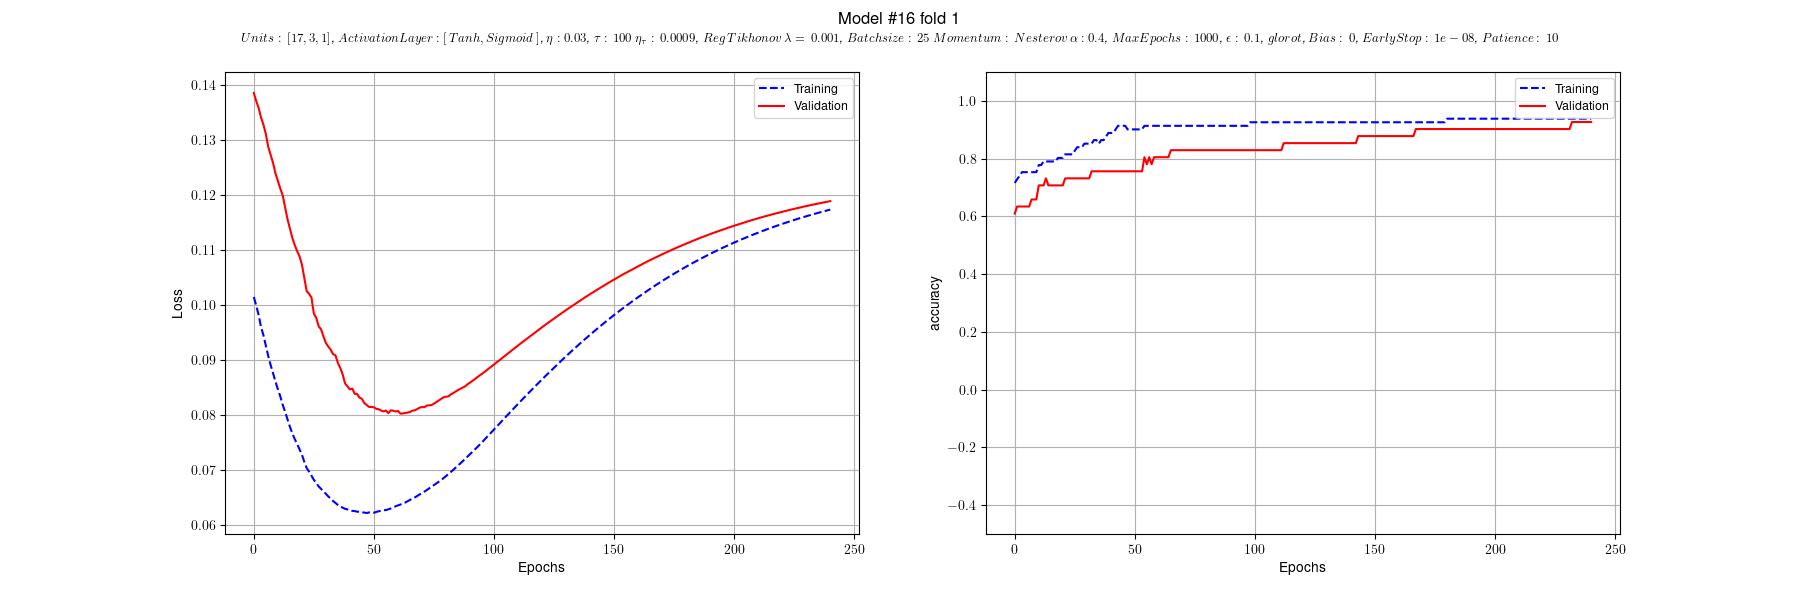 Model #16 fold 1
Units : [17, 3, 1], ActivationLayer : [ Tanh, Sigmoid ], η : 0.03, τ : 100 ητ : 0.0009, Reg Tikhonov λ = 0.001, Batchsize : 25 Momentum : Nesterov α : 0.4, MaxEpochs : 1000, ϵ : 0.1, glorot, Bias : 0, EarlyStop : 1e − 08, Patience : 10
Loss
0.14
0.13
0.12
0.11
0.10
0.09
0.08
0.07
0.06
0
50
100
150
200
250
Epochs
Training
Validation
accuracy
1.0
0.8
0.6
0.4
0.2
0.0
−0.2
−0.4
0
50
100
150
200
250
Epochs
Training
Validation